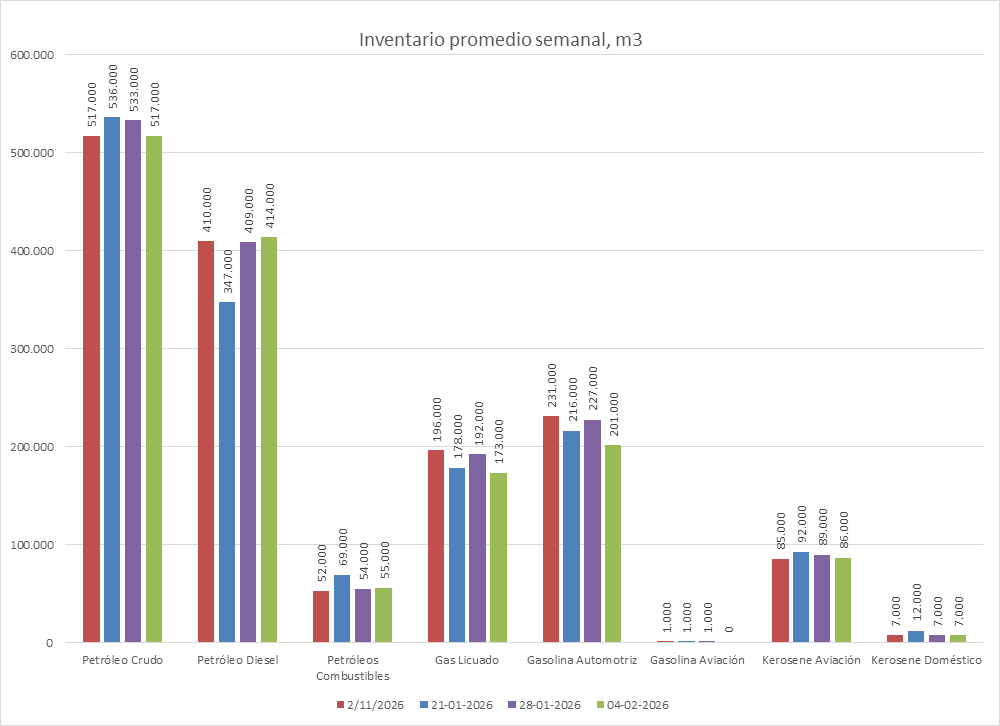 Inventario promedio semanal, m3
600.000
500.000
400.000
300.000
200.000
100.000
0
517.000 536.000 533.000 517.000
410.000 347.000 409.000 414.000
52.000 69.000 54.000 55.000
196.000 178.000 192.000 173.000
231.000 216.000 227.000 201.000
1.000 1.000 1.000 0
85.000 92.000 89.000 86.000
7.000 12.000 7.000 7.000
Petróleo Crudo
Petróleo Diesel
Petróleos
Combustibles
Gas Licuado
Gasolina Automotriz
Gasolina Aviación
Kerosene Aviación
Kerosene Doméstico
2/11/2026 21-01-2026 28-01-2026 04-02-2026